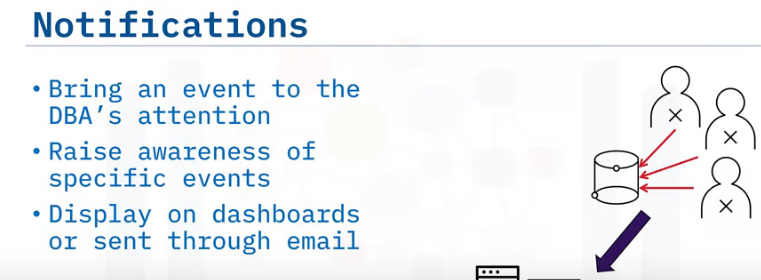 Notifications
• Bring an event to the
DBA's attention
• Raise awareness of
specific events
• Display on dashboards
or sent through email